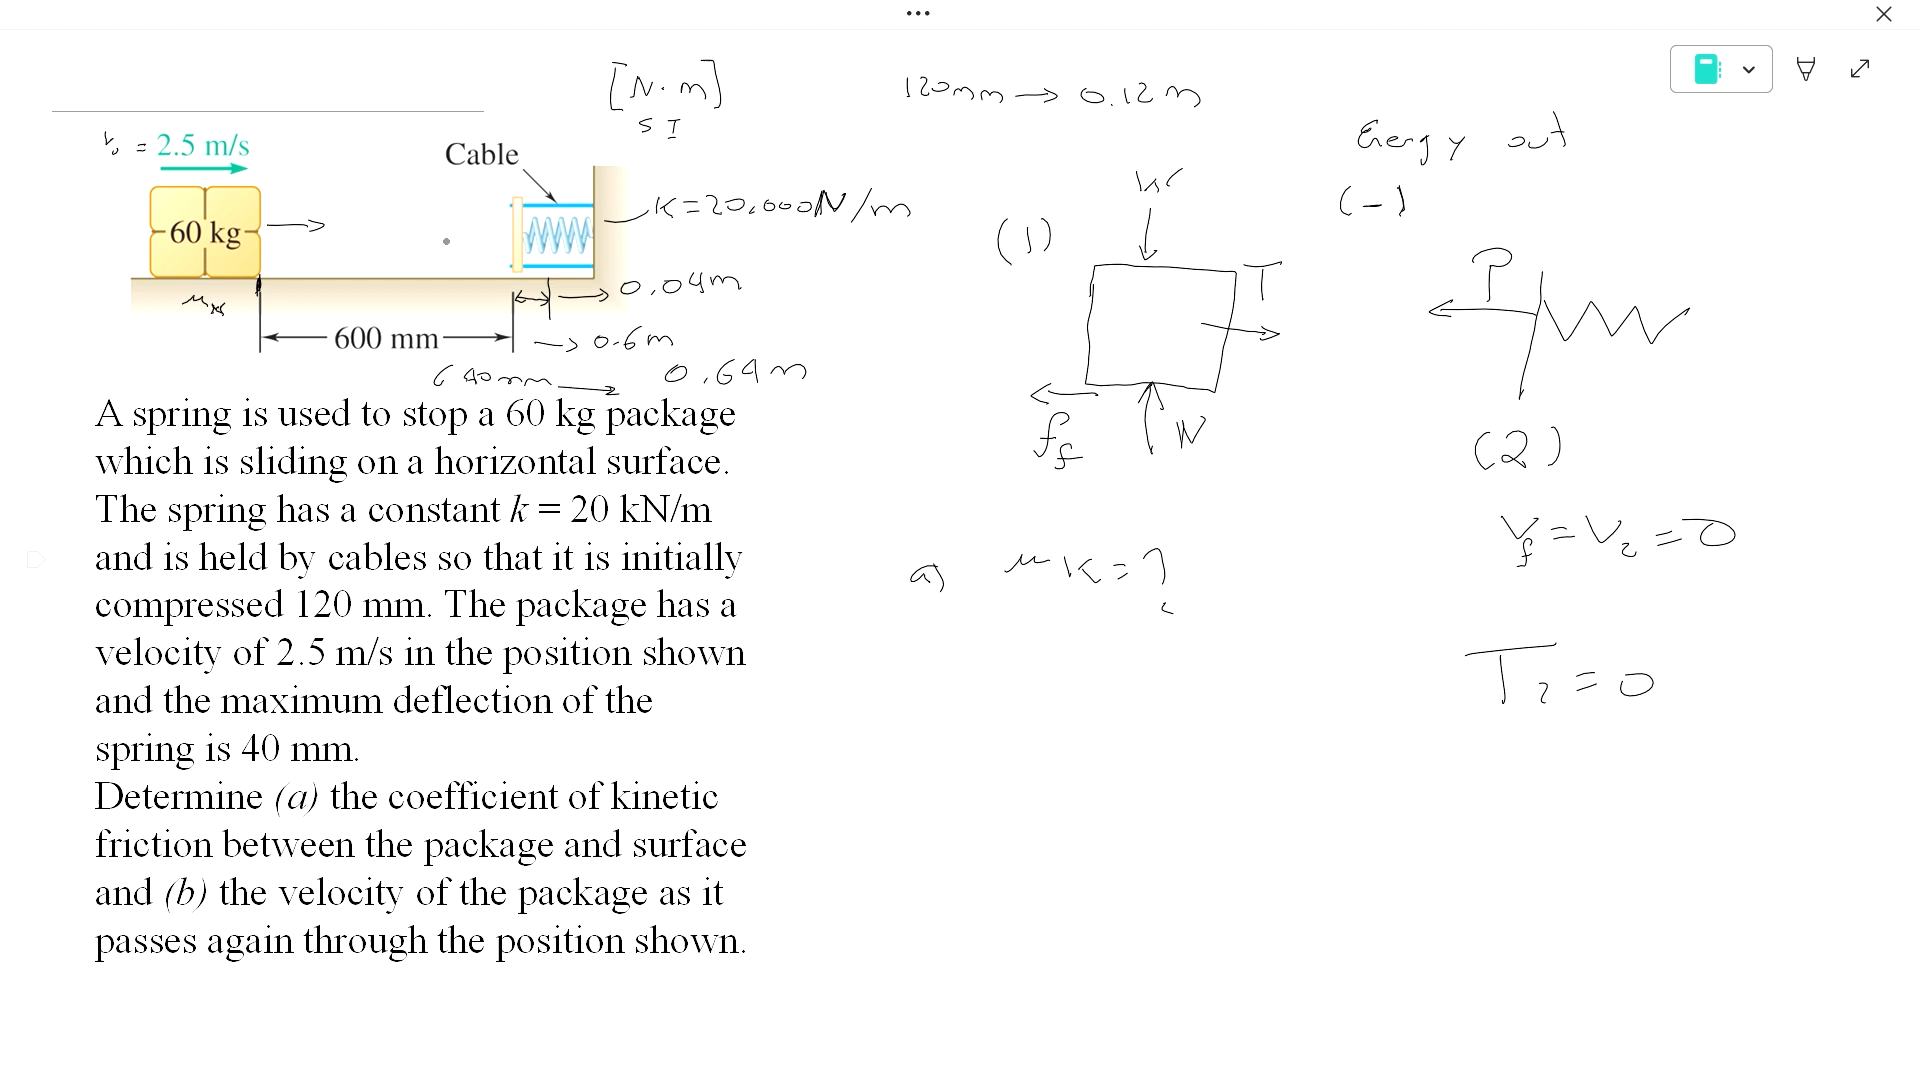 [N·m]
SI
120mm → 0.12m
Energy out
(-)
v₀ = 2.5 m/s
Cable
60 kg
K=20,000N/m
0.04m
600 mm → 0.6m
640mm → 0.64m
(1)
T
N
P
(2)
V_f = V₂ = 0
T₂ = 0
a) μK = ?
A spring is used to stop a 60 kg package
which is sliding on a horizontal surface.
The spring has a constant k = 20 kN/m
and is held by cables so that it is initially
compressed 120 mm. The package has a
velocity of 2.5 m/s in the position shown
and the maximum deflection of the
spring is 40 mm.
Determine (a) the coefficient of kinetic
friction between the package and surface
and (b) the velocity of the package as it
passes again through the position shown.